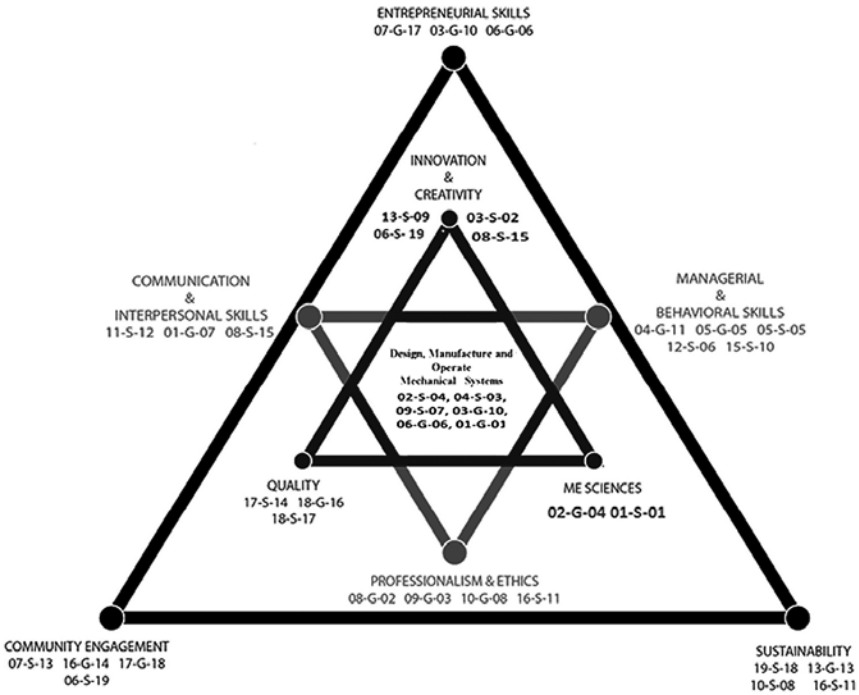 ENTREPRENEURIAL SKILLS
07-G-17 03-G-10 06-G-06
INNOVATION
&
CREATIVITY
13-S-09 03-S-02
06-S-19 08-S-15
COMMUNICATION
&
INTERPERSONAL SKILLS
11-S-12 01-G-07 08-S-15
MANAGERIAL
&
BEHAVIORAL SKILLS
04-G-11 05-G-05 05-S-05
12-S-06 15-S-10
Design, Manufacture and
Operate
Mechanical Systems
02-S-04, 04-S-03,
09-S-07, 03-G-10,
06-G-06, 01-G-01
QUALITY
17-S-14 18-G-16
18-S-17
ME SCIENCES
02-G-04 01-S-01
PROFESSIONALISM & ETHICS
08-G-02 09-G-03 10-G-08 16-S-11
COMMUNITY ENGAGEMENT
07-S-13 16-G-14 17-G-18
06-S-19
SUSTAINABILITY
19-S-18 13-G-13
10-S-08 16-S-11